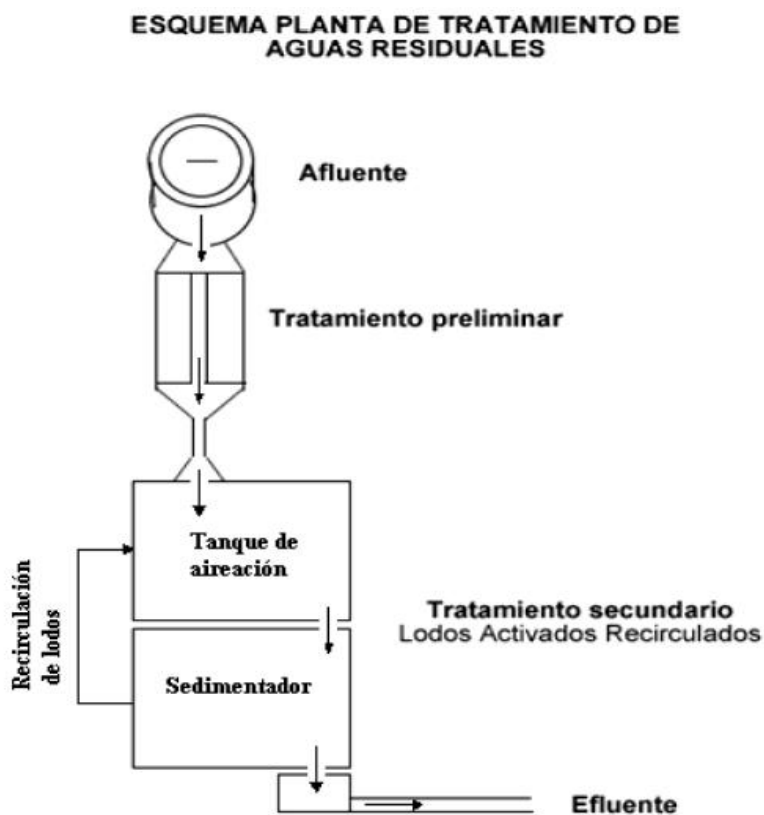 ESQUEMA PLANTA DE TRATAMIENTO DE
AGUAS RESIDUALES
Afluente
Tratamiento preliminar
Tanque de
aireación
Recirculación
de lodos
Tratamiento secundario
Lodos Activados Recirculados
Sedimentador
Efluente